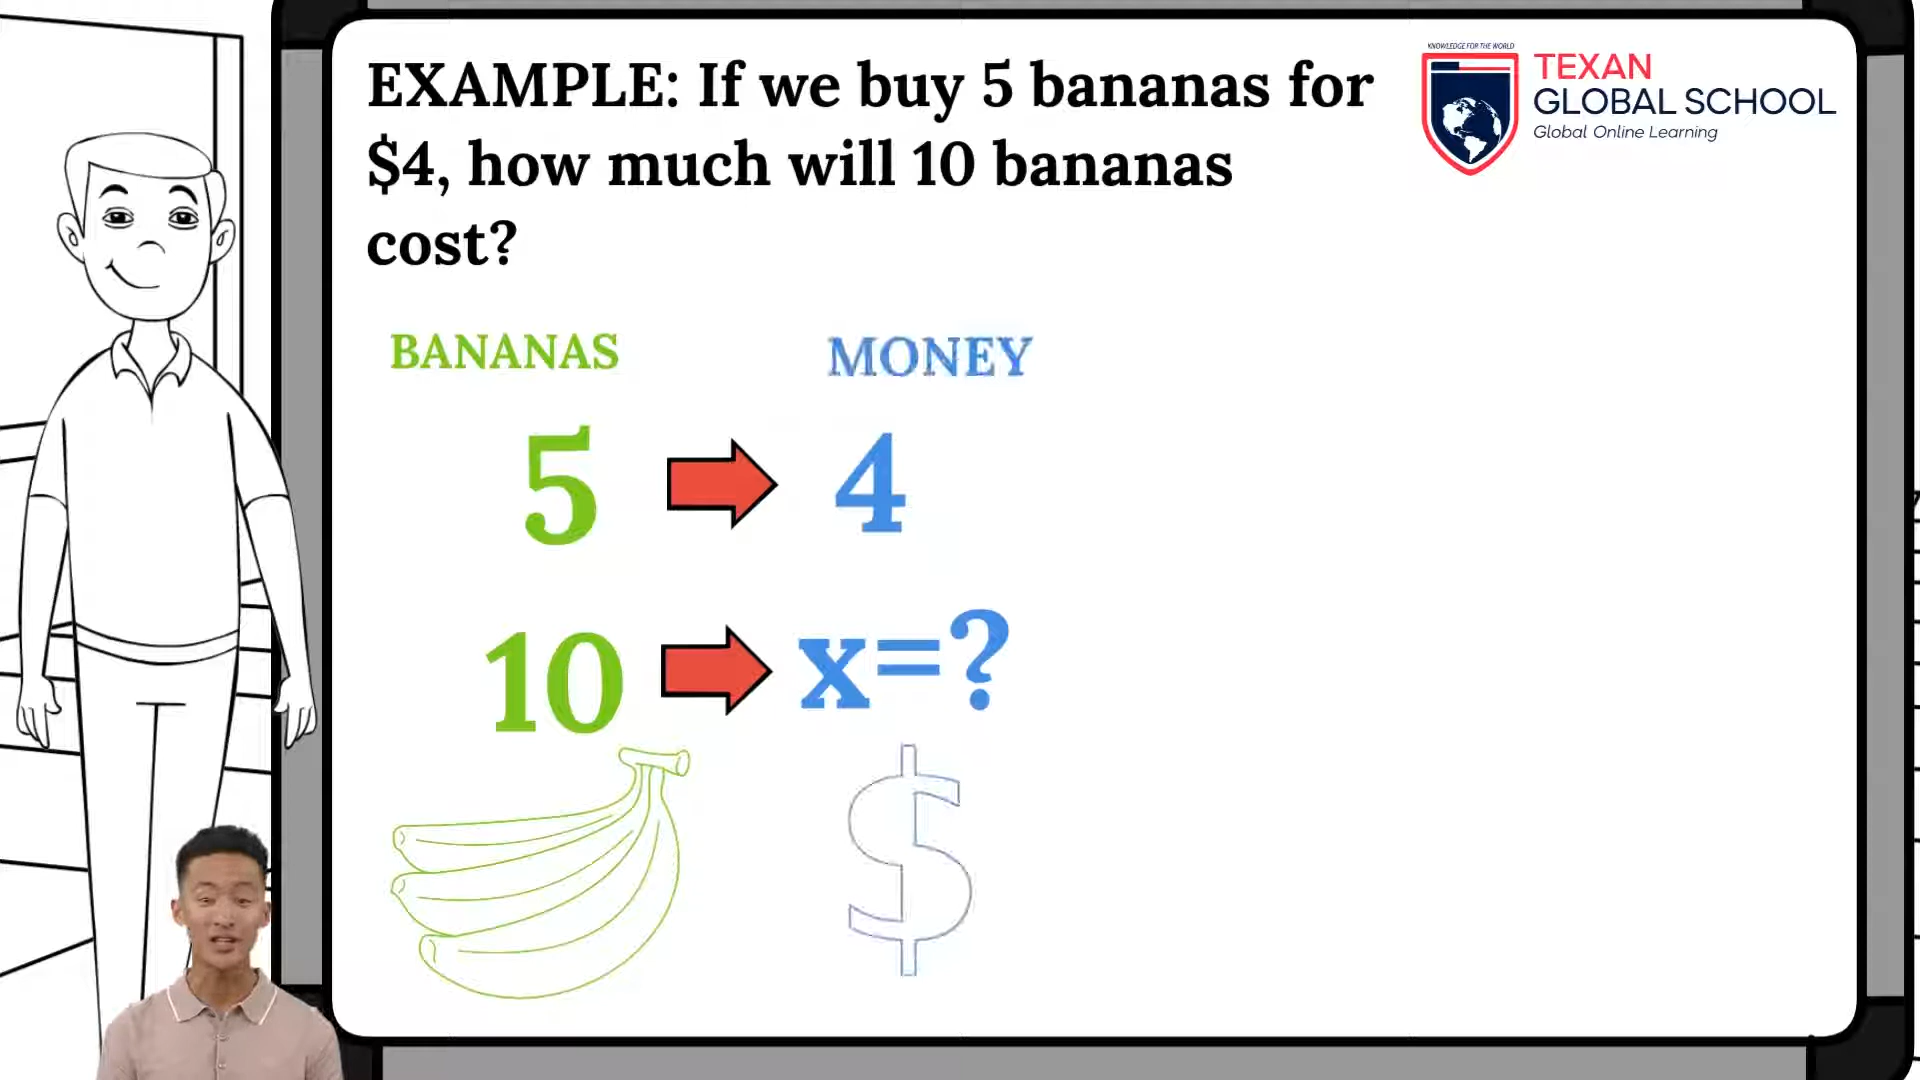 EXAMPLE: If we buy 5 bananas for
$4, how much will 10 bananas
cost?
KNOWLEDGE FOR THE WORLD
TEXAN
GLOBAL SCHOOL
Global Online Learning
BANANAS MONEY
5 4
10 x=?
$